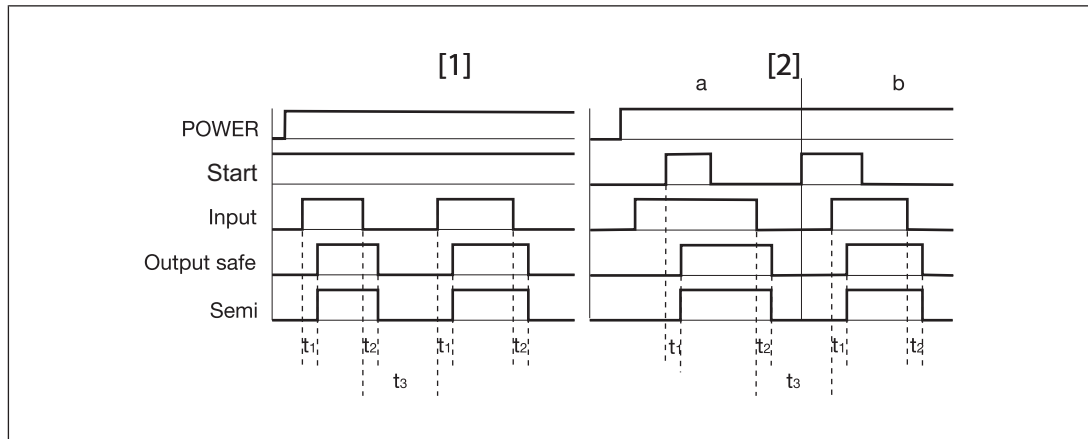 [1] [2]
a b
POWER
Start
Input
Output safe
Semi
t1 t2 t1 t2 t1 t2 t1 t2
t3 t3